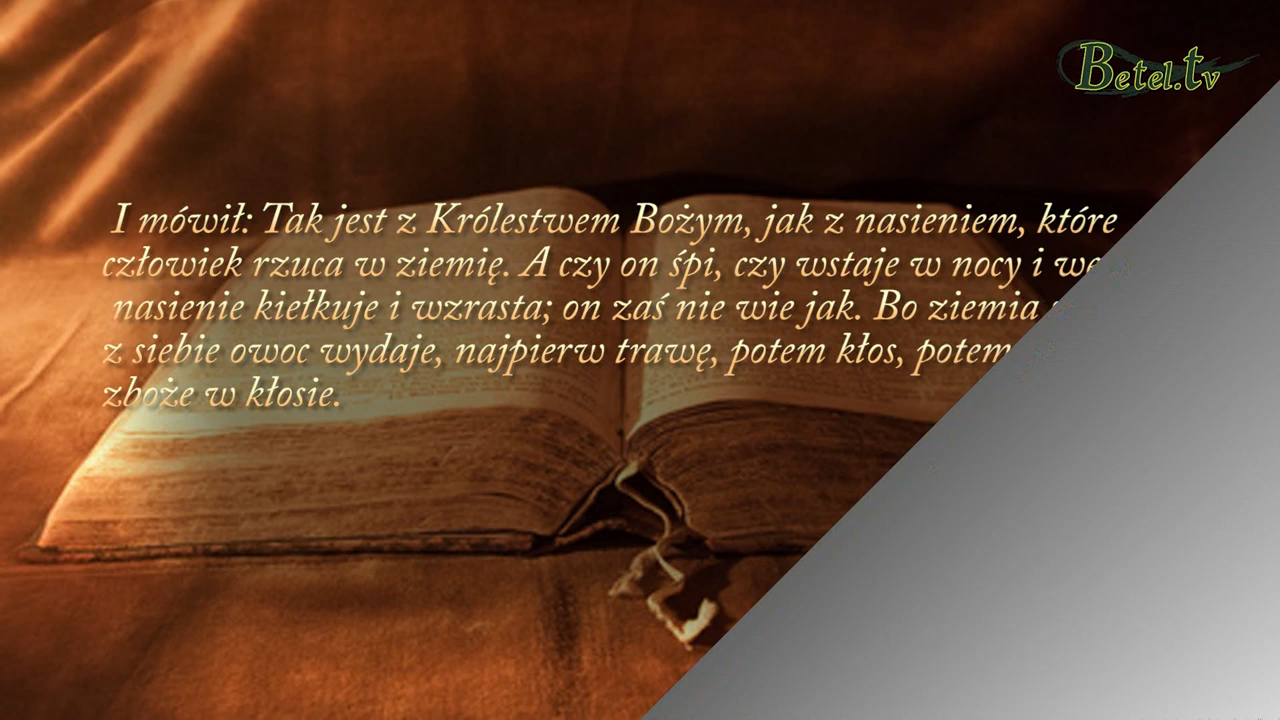 Betel.tv
I mówił: Tak jest z Królestwem Bożym, jak z nasieniem, które
człowiek rzuca w ziemię. A czy on śpi, czy wstaje w nocy i
nasienie kiełkuje i wzrasta; on zaś nie wie jak. Bo ziemia
z siebie owoc wydaje, najpierw trawę, potem kłos, potem
zboże w kłosie.